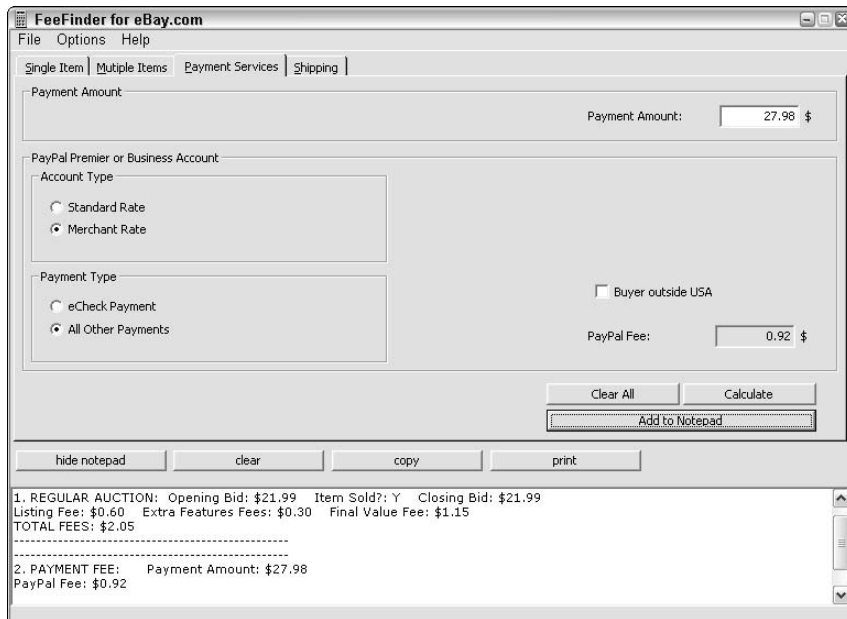 FeeFinder for eBay.com
File Options Help
Single Item Mutiple Items Payment Services Shipping
Payment Amount
Payment Amount: 27.98 $
PayPal Premier or Business Account
Account Type
Standard Rate
Merchant Rate
Payment Type
eCheck Payment
Buyer outside USA
All Other Payments
PayPal Fee: 0.92 $
Clear All Calculate
Add to Notepad
hide notepad clear copy print
1. REGULAR AUCTION: Opening Bid: $21.99 Item Sold?: Y Closing Bid: $21.99
Listing Fee: $0.60 Extra Features Fees: $0.30 Final Value Fee: $1.15
TOTAL FEES: $2.05
--------------------------------------------------
--------------------------------------------------
2. PAYMENT FEE: Payment Amount: $27.98
PayPal Fee: $0.92